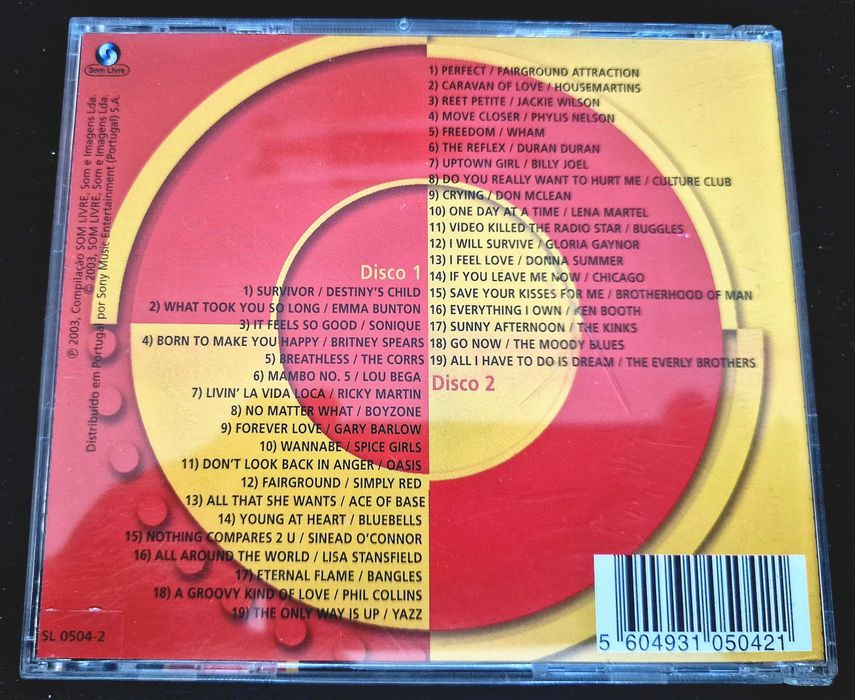 Som Livre
℗ 2003, Compilação SOM LIVRE, Som e Imagens Lda.
© 2003, SOM LIVRE, Som e Imagens Lda.
Distribuido em Portugal por Sony Music Entertainment (Portugal) S.A.
Disco 1
1) SURVIVOR / DESTINY'S CHILD
2) WHAT TOOK YOU SO LONG / EMMA BUNTON
3) IT FEELS SO GOOD / SONIQUE
4) BORN TO MAKE YOU HAPPY / BRITNEY SPEARS
5) BREATHLESS / THE CORRS
6) MAMBO NO. 5 / LOU BEGA
7) LIVIN' LA VIDA LOCA / RICKY MARTIN
8) NO MATTER WHAT / BOYZONE
9) FOREVER LOVE / GARY BARLOW
10) WANNABE / SPICE GIRLS
11) DON'T LOOK BACK IN ANGER / OASIS
12) FAIRGROUND / SIMPLY RED
13) ALL THAT SHE WANTS / ACE OF BASE
14) YOUNG AT HEART / BLUEBELLS
15) NOTHING COMPARES 2 U / SINEAD O'CONNOR
16) ALL AROUND THE WORLD / LISA STANSFIELD
17) ETERNAL FLAME / BANGLES
18) A GROOVY KIND OF LOVE / PHIL COLLINS
19) THE ONLY WAY IS UP / YAZZ
1) PERFECT / FAIRGROUND ATTRACTION
2) CARAVAN OF LOVE / HOUSEMARTINS
3) REET PETITE / JACKIE WILSON
4) MOVE CLOSER / PHYLIS NELSON
5) FREEDOM / WHAM
6) THE REFLEX / DURAN DURAN
7) UPTOWN GIRL / BILLY JOEL
8) DO YOU REALLY WANT TO HURT ME / CULTURE CLUB
9) CRYING / DON MCLEAN
10) ONE DAY AT A TIME / LENA MARTEL
11) VIDEO KILLED THE RADIO STAR / BUGGLES
12) I WILL SURVIVE / GLORIA GAYNOR
13) I FEEL LOVE / DONNA SUMMER
14) IF YOU LEAVE ME NOW / CHICAGO
15) SAVE YOUR KISSES FOR ME / BROTHERHOOD OF MAN
16) EVERYTHING I OWN / KEN BOOTH
17) SUNNY AFTERNOON / THE KINKS
18) GO NOW / THE MOODY BLUES
19) ALL I HAVE TO DO IS DREAM / THE EVERLY BROTHERS
Disco 2
SL 0504-2
5 604931 050421